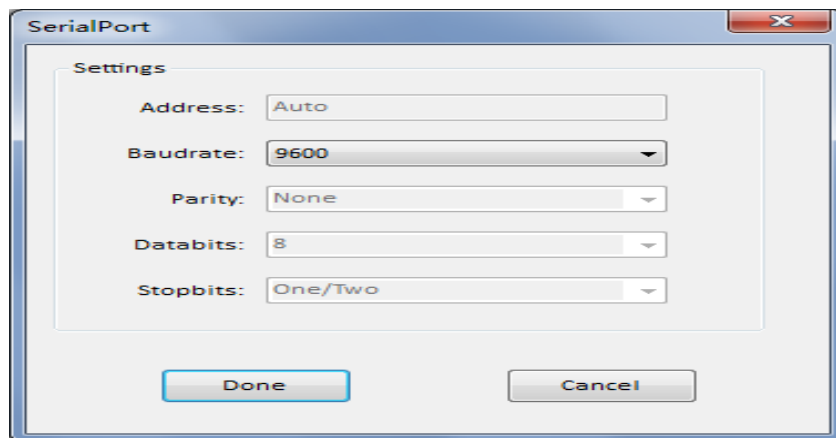 SerialPort
Settings
Address: Auto
Baudrate: 9600
Parity: None
Databits: 8
Stopbits: One/Two
Done Cancel